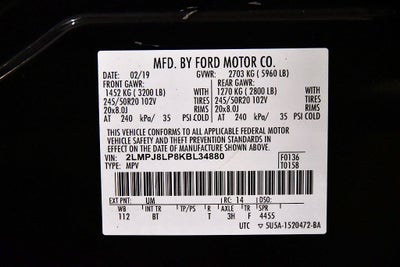 MFD. BY FORD MOTOR CO.
DATE: 02/19 GVWR: 2703 KG ( 5960 LB)
FRONT GAWR: REAR GAWR:
1452 KG ( 3200 LB) WITH 1270 KG ( 2800 LB) WITH
245/50R20 102V TIRES 245/50R20 102V TIRES
20x8.0J RIMS 20x8.0J RIMS
AT 240 kPa/ 35 PSI COLD AT 240 kPa/ 35 PSI COLD
THIS VEHICLE CONFORMS TO ALL APPLICABLE FEDERAL MOTOR
VEHICLE SAFETY AND THEFT PREVENTION STANDARDS IN
EFFECT ON THE DATE OF MANUFACTURE SHOWN ABOVE.
VIN: 2LMPJ8LP8KBL34880 F0136
TYPE: MPV T0158
EXT PNT: UM RC: 14 DSO:
WB INT TR TP/PS R AXLE TR SPR
112 BT T 3H F 4455
UTC ▽ 5U5A-1520472-BA